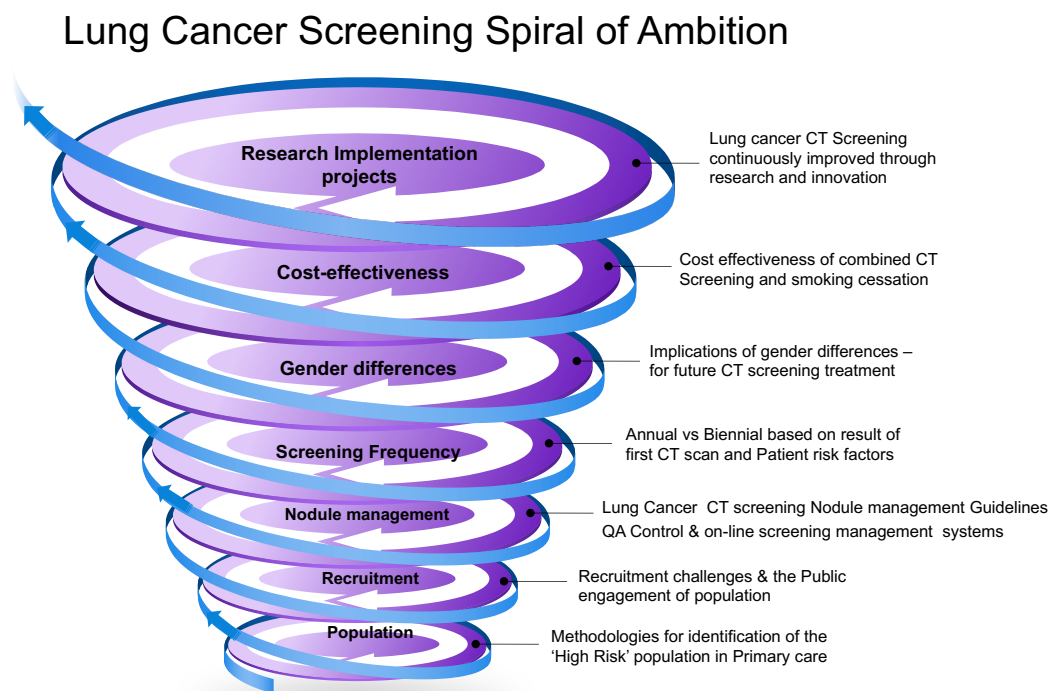 Lung Cancer Screening Spiral of Ambition
Research Implementation
projects
Lung cancer CT Screening
continuously improved through
research and innovation
Cost-effectiveness
Cost effectiveness of combined CT
Screening and smoking cessation
Gender differences
Implications of gender differences –
for future CT screening treatment
Screening Frequency
Annual vs Biennial based on result of
first CT scan and Patient risk factors
Nodule management
Lung Cancer CT screening Nodule management Guidelines
QA Control & on-line screening management systems
Recruitment
Recruitment challenges & the Public
engagement of population
Population
Methodologies for identification of the
‘High Risk’ population in Primary care